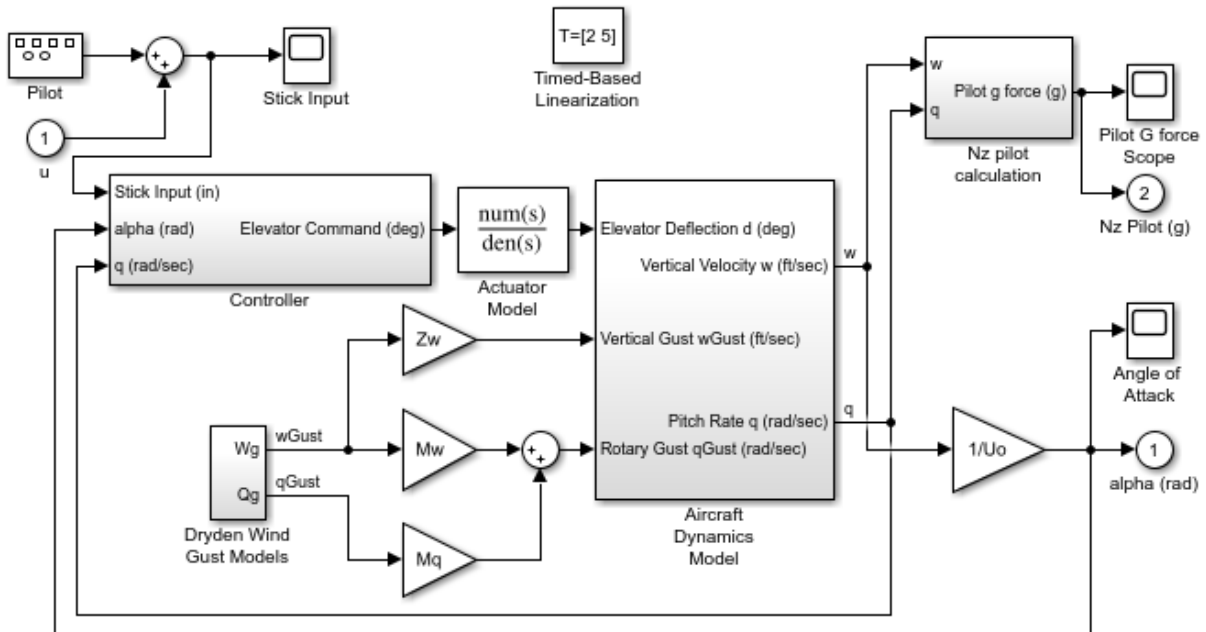 T=[2 5]
Timed-Based
Linearization
Pilot
Stick Input
1
u
w
Pilot g force (g)
q
Nz pilot
calculation
Pilot G force
Scope
2
Nz Pilot (g)
Stick Input (in)
alpha (rad)
Elevator Command (deg)
q (rad/sec)
Controller
num(s)
den(s)
Actuator
Model
Elevator Deflection d (deg)
Vertical Velocity w (ft/sec)
w
Vertical Gust wGust (ft/sec)
Pitch Rate q (rad/sec)
q
Rotary Gust qGust (rad/sec)
Aircraft
Dynamics
Model
Zw
Mw
Mq
Wg
wGust
Qg
qGust
Dryden Wind
Gust Models
Angle of
Attack
1/Uo
1
alpha (rad)